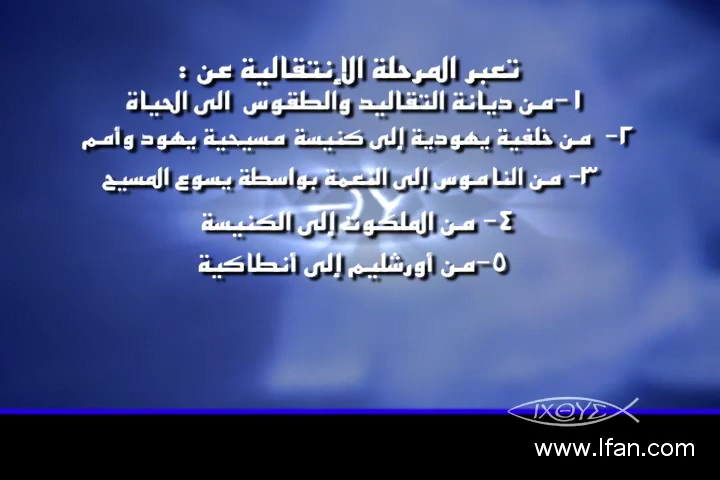 تعبر المرحلة الإنتقالية عن :
١-من ديانة التقاليد والطقوس الى الحياة
٢- من خلفية يهودية إلى كنيسة مسيحية يهود وأمم
٣- من الناموس إلى النعمة بواسطة يسوع المسيح
٤- من الملكوت إلى الكنيسة
٥-من أورشليم إلى أنطاكية
ΙΧΘΥΣ
www.lfan.com